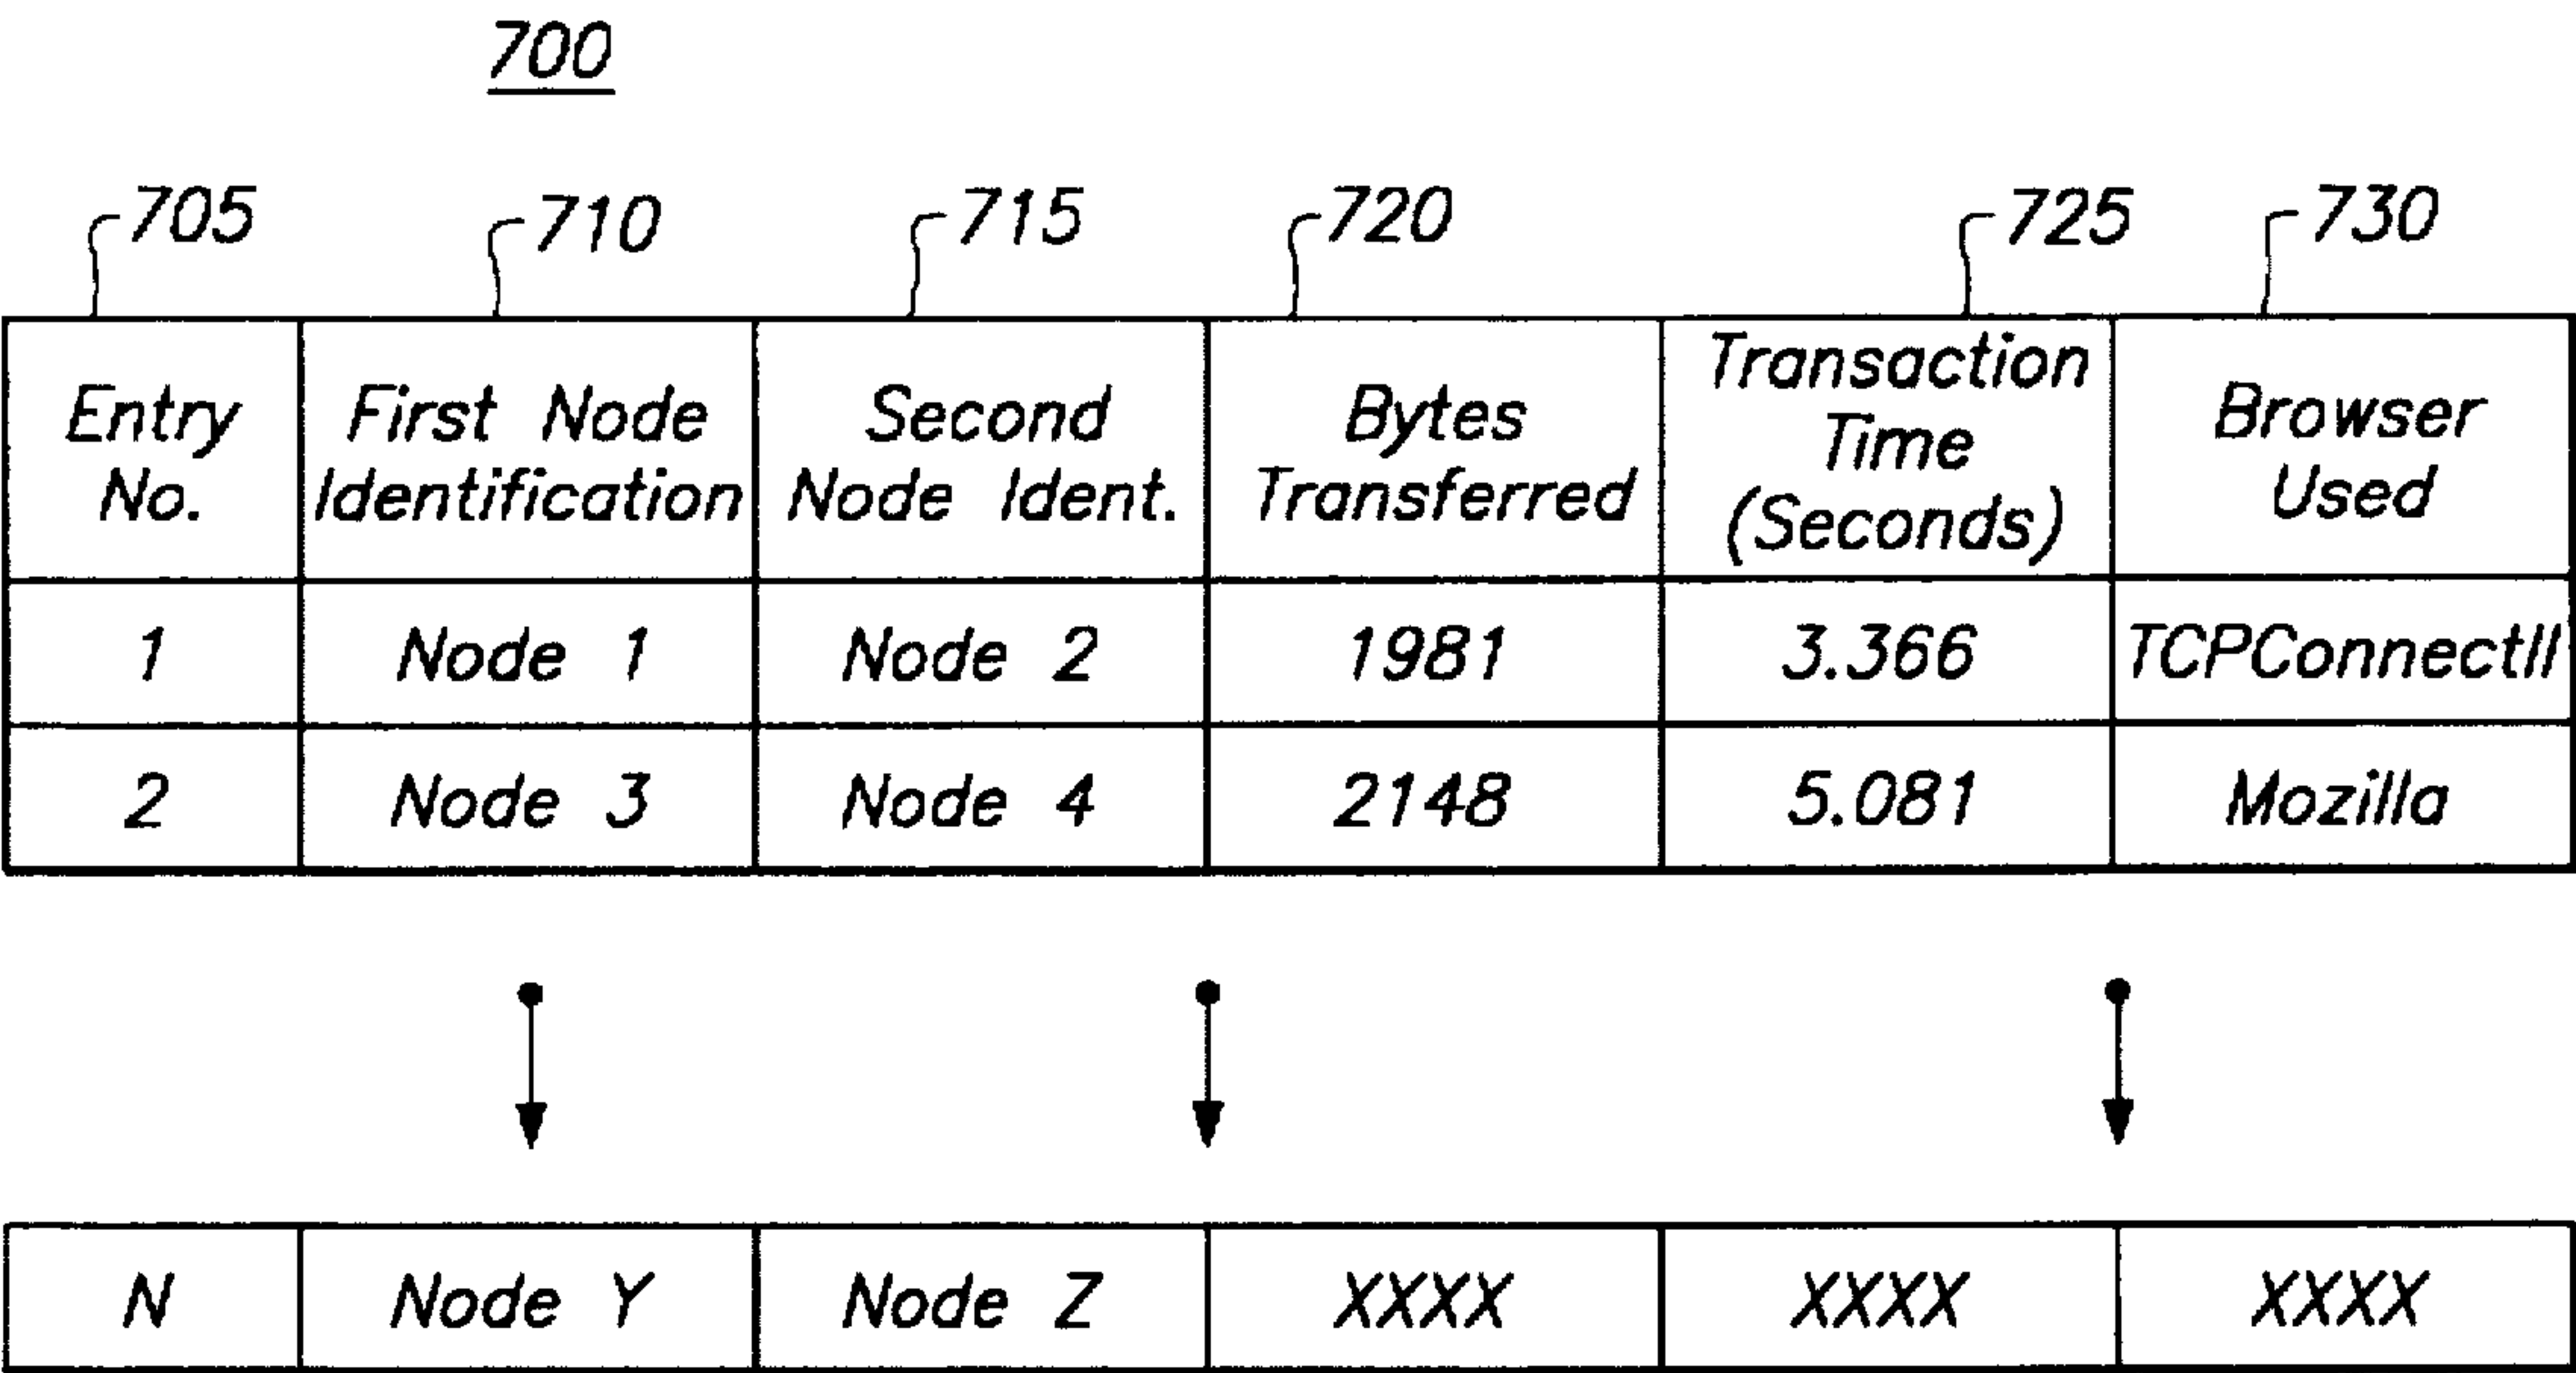 700
705 710 715 720 725 730
Entry No. First Node Identification Second Node Ident. Bytes Transferred Transaction Time (Seconds) Browser Used
1 Node 1 Node 2 1981 3.366 TCPConnectII
2 Node 3 Node 4 2148 5.081 Mozilla
N Node Y Node Z XXXX XXXX XXXX